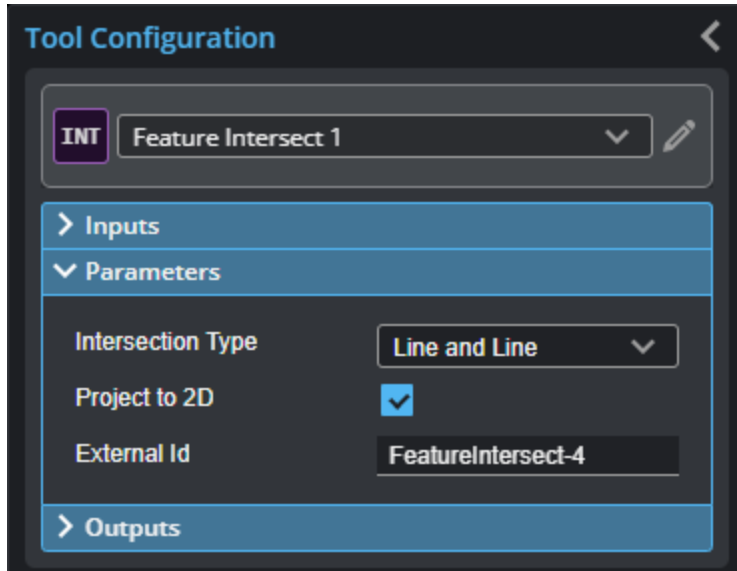 Tool Configuration
INT Feature Intersect 1
Inputs
Parameters
Intersection Type Line and Line
Project to 2D
External Id FeatureIntersect-4
Outputs